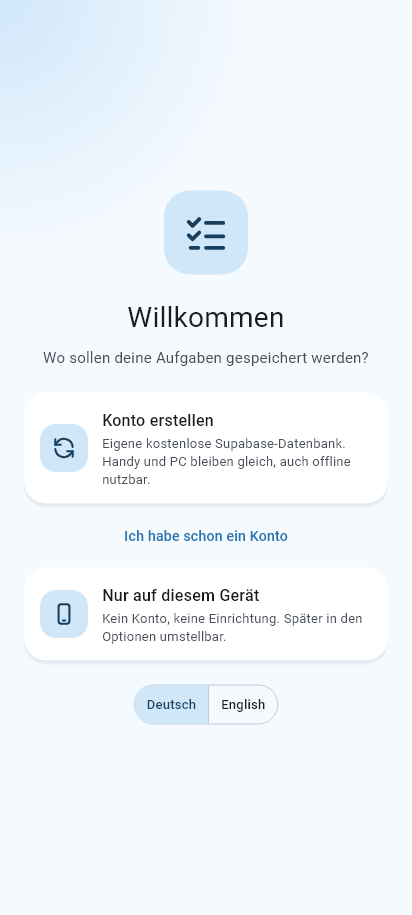 Willkommen
Wo sollen deine Aufgaben gespeichert werden?
Konto erstellen
Eigene kostenlose Supabase-Datenbank.
Handy und PC bleiben gleich, auch offline
nutzbar.
Ich habe schon ein Konto
Nur auf diesem Gerät
Kein Konto, keine Einrichtung. Später in den
Optionen umstellbar.
Deutsch English